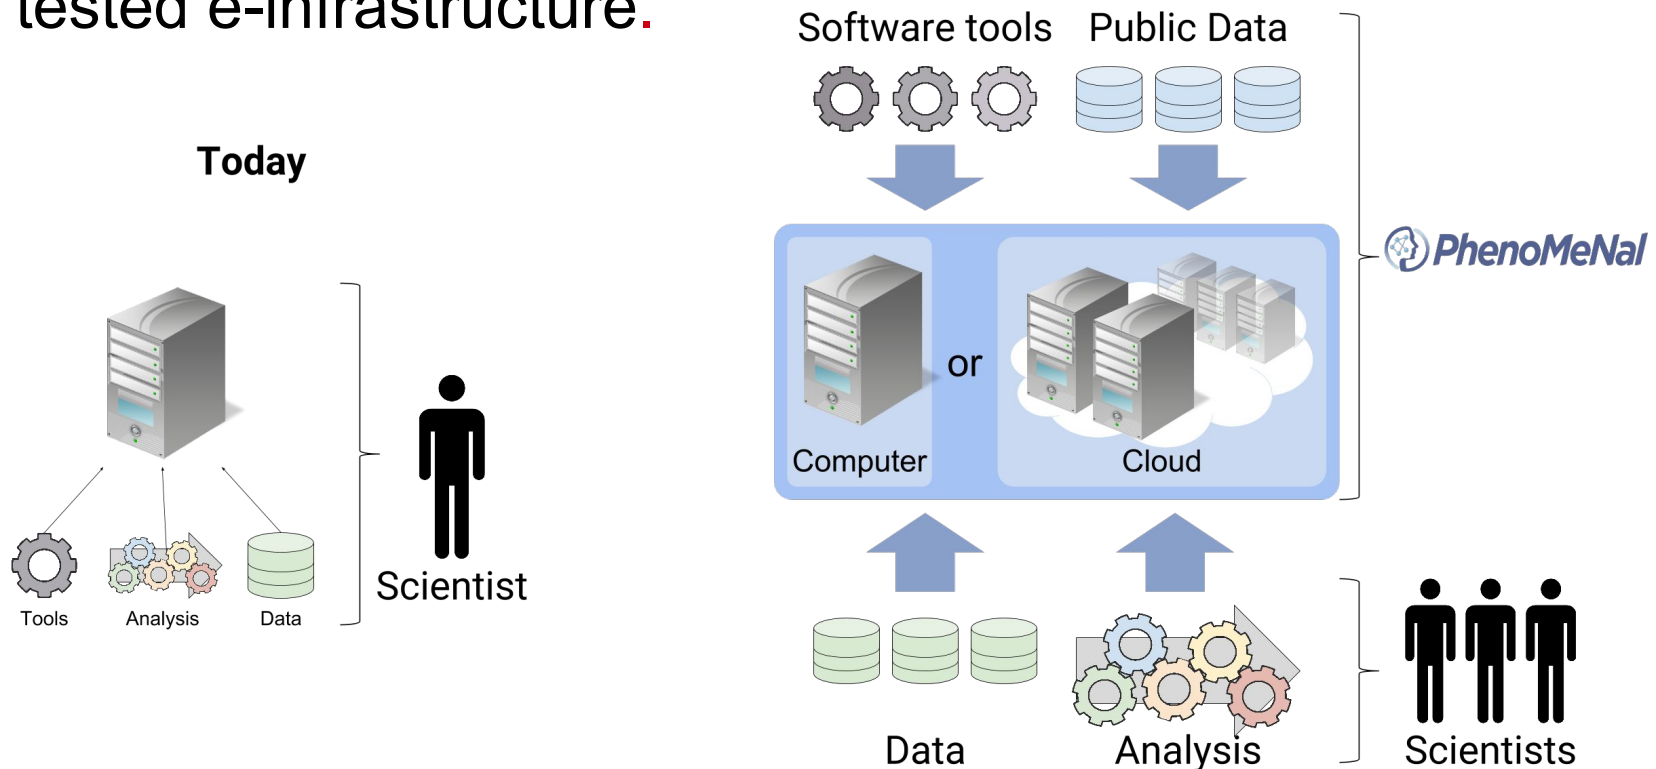 tested e-infrastructure.
Today
Tools
Analysis
Data
Scientist
Software tools
Public Data
or
Computer
Cloud
PhenoMeNal
Data
Analysis
Scientists